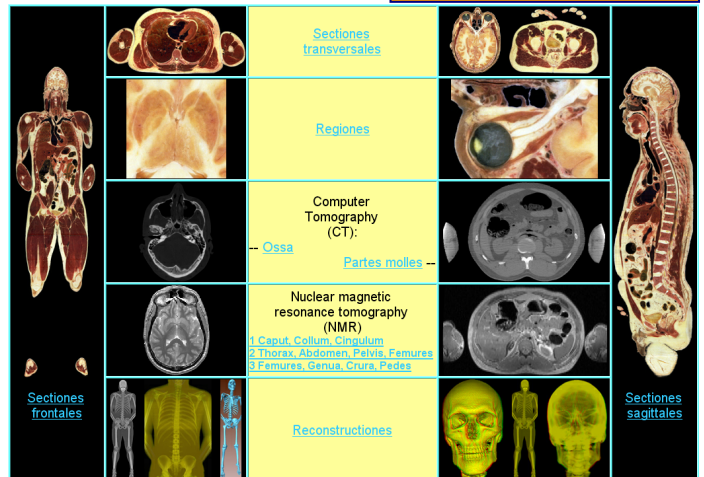 Sectiones
transversales
Regiones
Computer
Tomography
(CT):
-- Ossa
Partes molles --
Nuclear magnetic
resonance tomography
(NMR)
1 Caput, Collum, Cingulum
2 Thorax, Abdomen, Pelvis, Femures
3 Femures, Genua, Crura, Pedes
Sectiones
frontales
Reconstructiones
Sectiones
sagittales